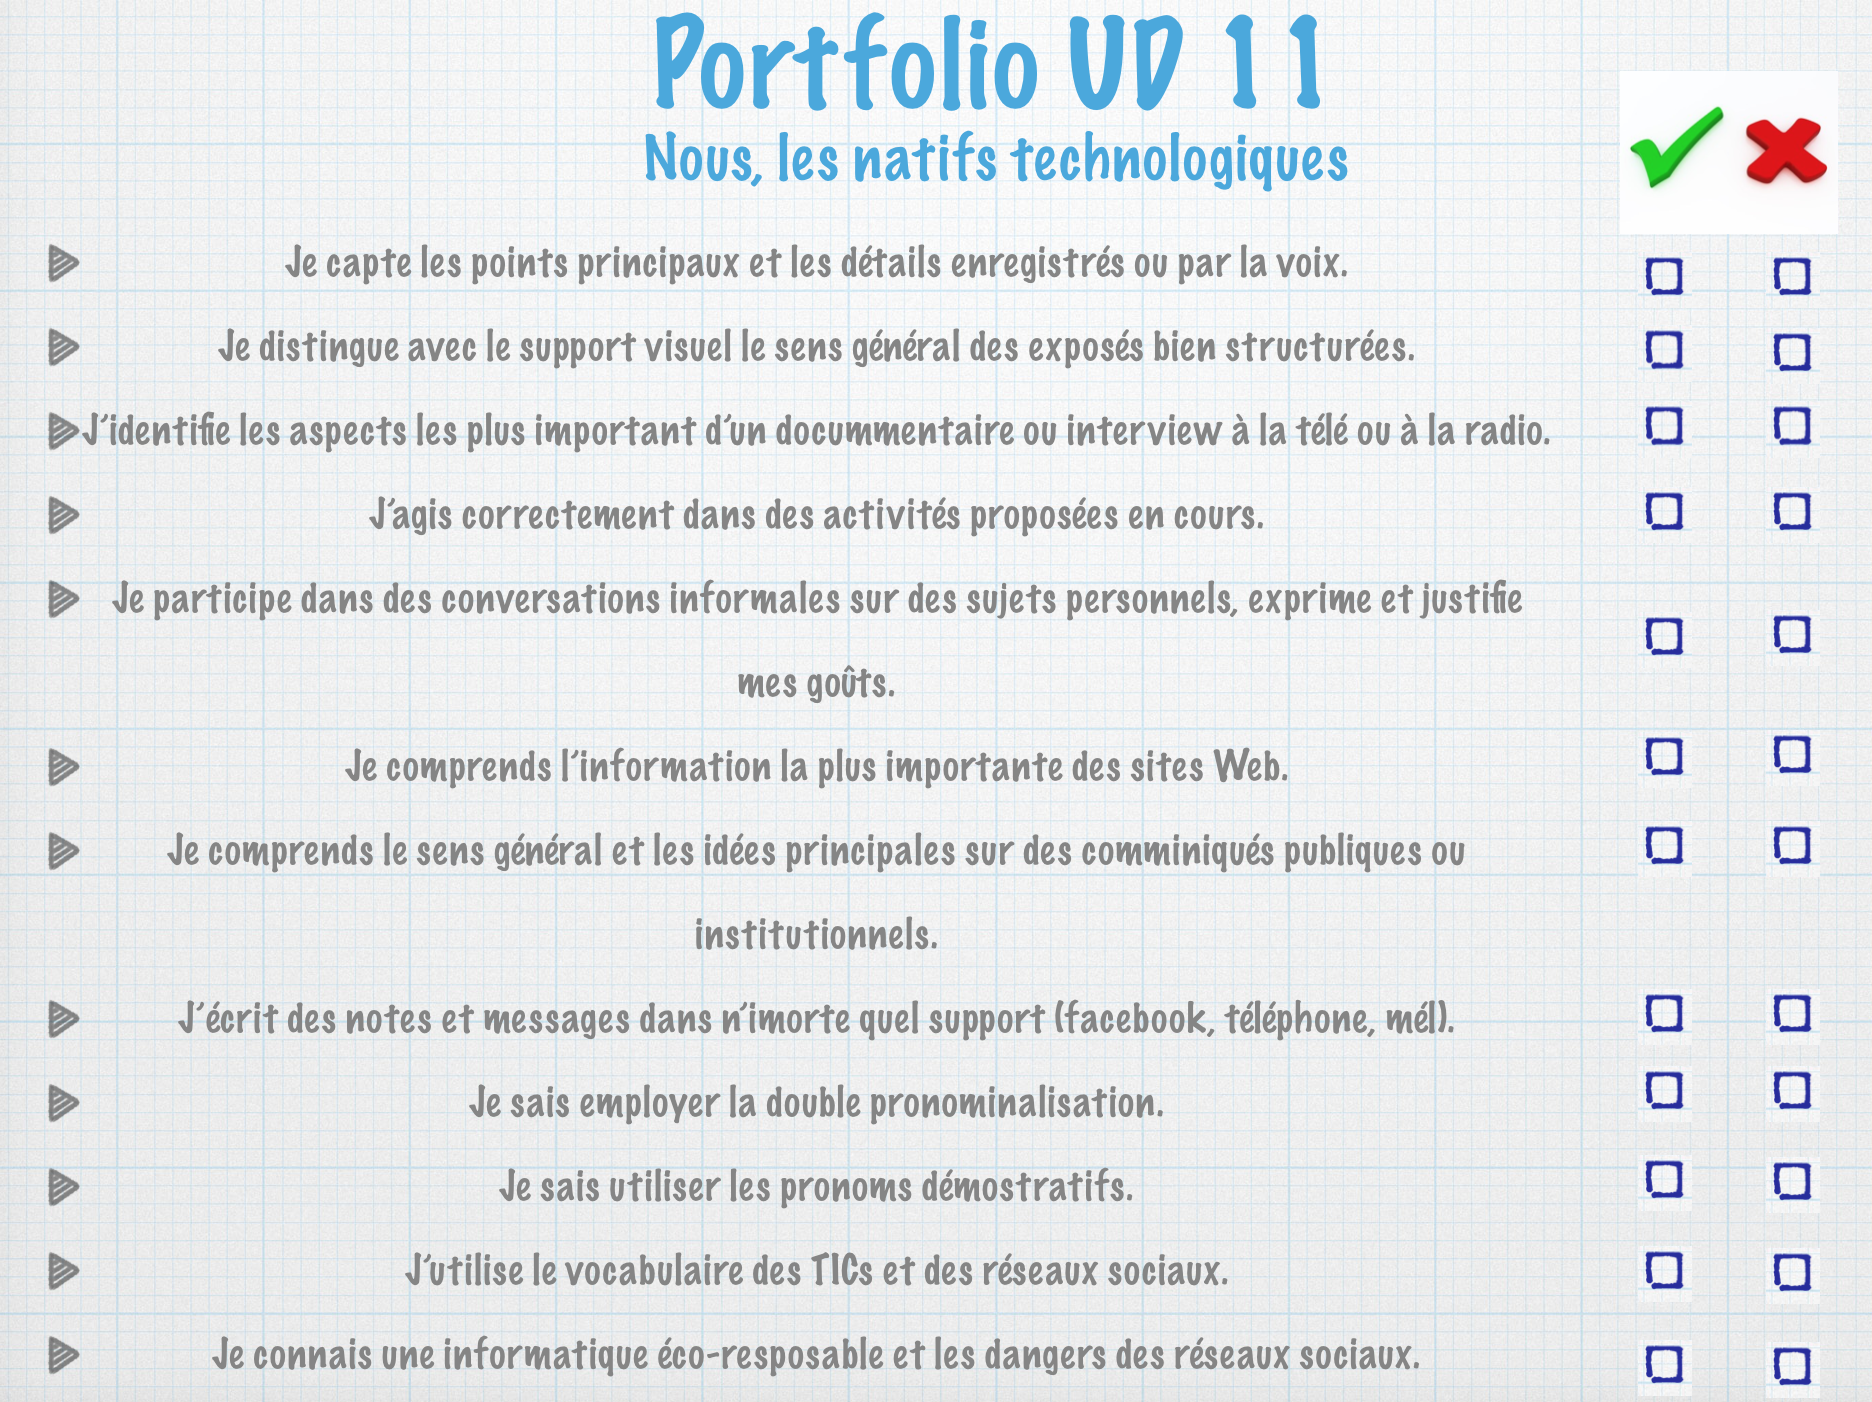 Portfolio UD 11
Nous, les natifs technologiques
Je capte les points principaux et les détails enregistrés ou par la voix.
Je distingue avec le support visuel le sens général des exposés bien structurées.
J'identifie les aspects les plus important d'un docummentaire ou interview à la télé ou à la radio.
J'agis correctement dans des activités proposées en cours.
Je participe dans des conversations informales sur des sujets personnels, exprime et justifie
mes goûts.
Je comprends l'information la plus importante des sites Web.
Je comprends le sens général et les idées principales sur des comminiqués publiques ou
institutionnels.
J'écrit des notes et messages dans n'imorte quel support (facebook, téléphone, mél).
Je sais employer la double pronominalisation.
Je sais utiliser les pronoms démostratifs.
J'utilise le vocabulaire des TICs et des réseaux sociaux.
Je connais une informatique éco-resposable et les dangers des réseaux sociaux.